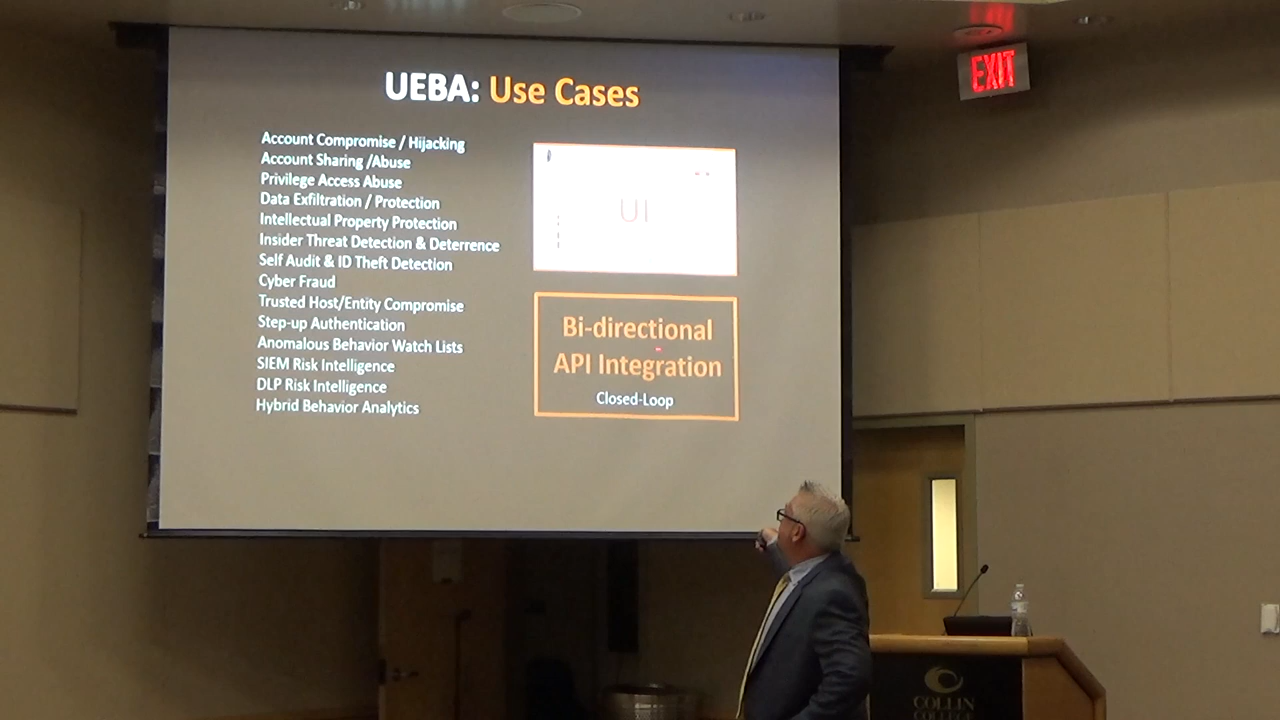 UEBA: Use Cases
Account Compromise / Hijacking
Account Sharing /Abuse
Privilege Access Abuse
Data Exfiltration / Protection
Intellectual Property Protection
Insider Threat Detection & Deterrence
Self Audit & ID Theft Detection
Cyber Fraud
Trusted Host/Entity Compromise
Step-up Authentication
Anomalous Behavior Watch Lists
SIEM Risk Intelligence
DLP Risk Intelligence
Hybrid Behavior Analytics
UI
Bi-directional
API Integration
Closed-Loop
EXIT
COLLIN
COLLEGE